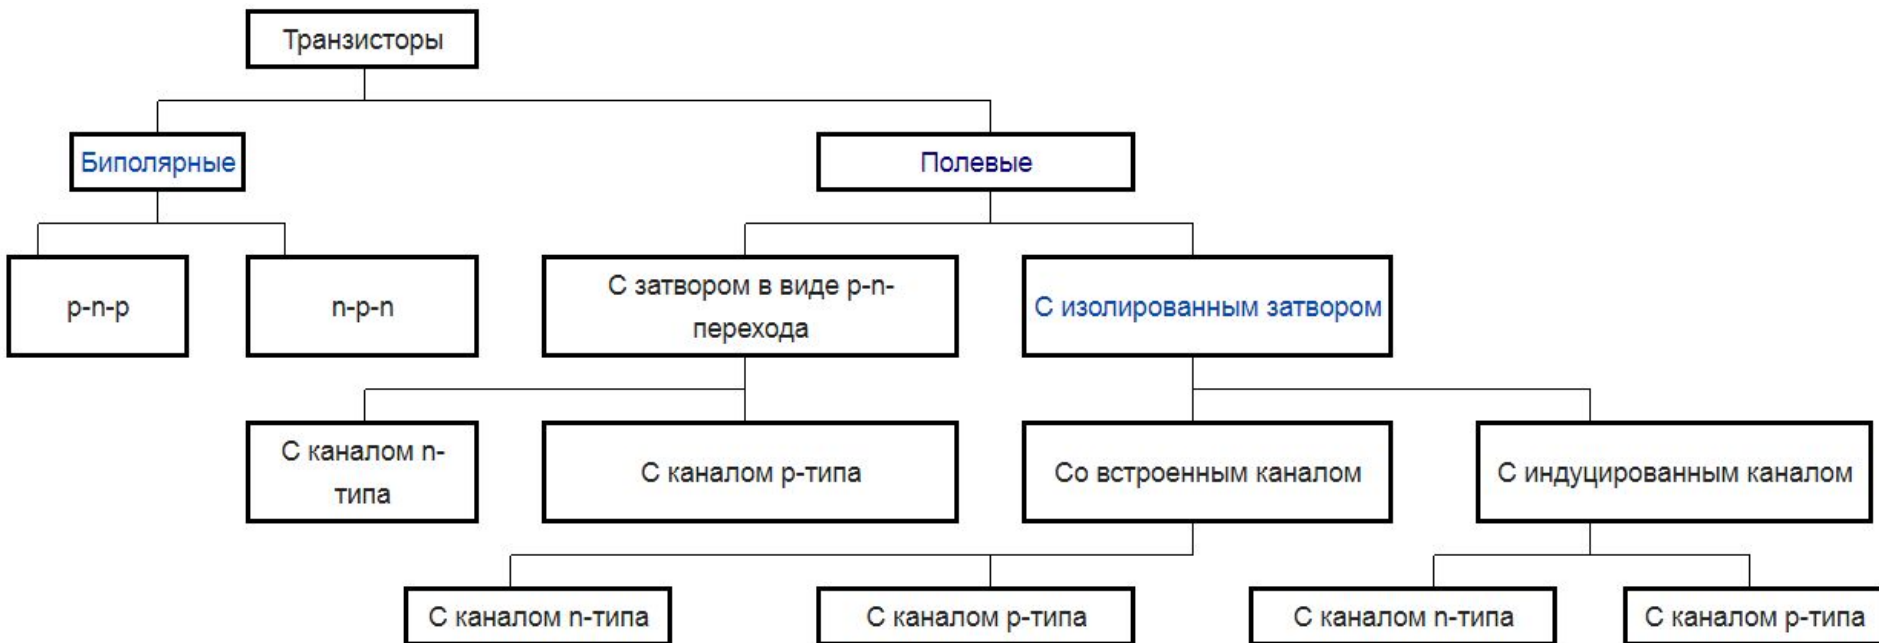 Транзисторы
Биполярные
Полевые
p-n-p
n-p-n
С затвором в виде p-n-
перехода
С изолированным затвором
С каналом n-
типа
С каналом p-типа
Со встроенным каналом
С индуцированным каналом
С каналом n-типа
С каналом p-типа
С каналом n-типа
С каналом p-типа